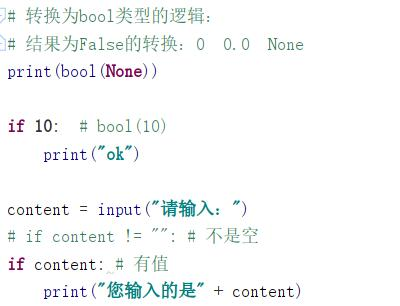 # 转换为bool类型的逻辑:
# 结果为False的转换: 0  0.0  None
print(bool(None))
if 10:  # bool(10)
    print("ok")
content = input("请输入: ")
# if content != "": # 不是空
if content: # 有值
    print("您输入的是" + content)